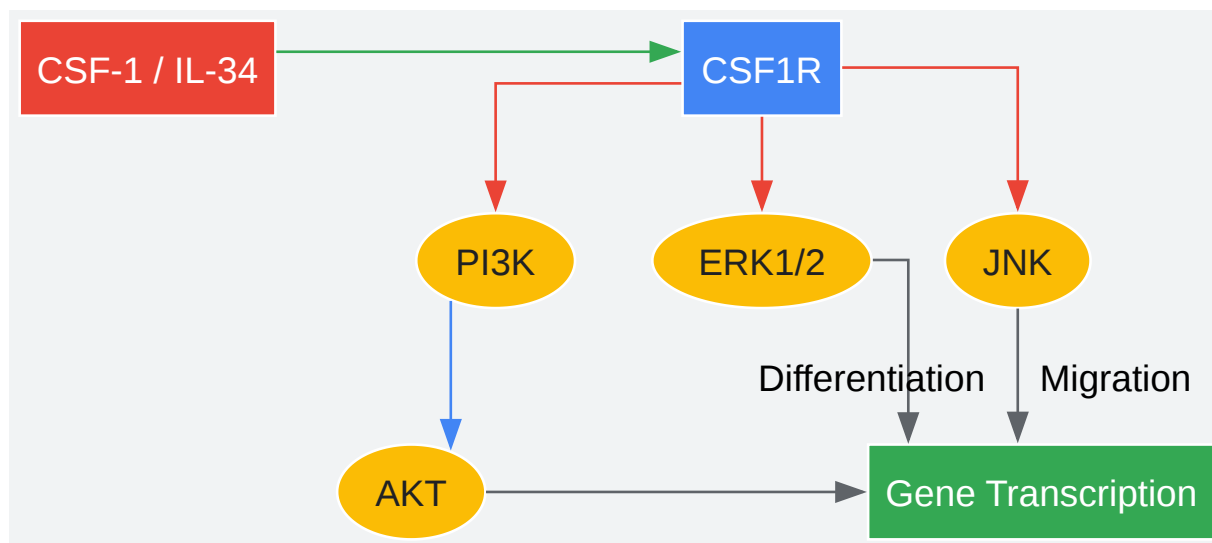 CSF-1 / IL-34
CSF1R
PI3K
ERK1/2
JNK
Differentiation
Migration
AKT
Gene Transcription